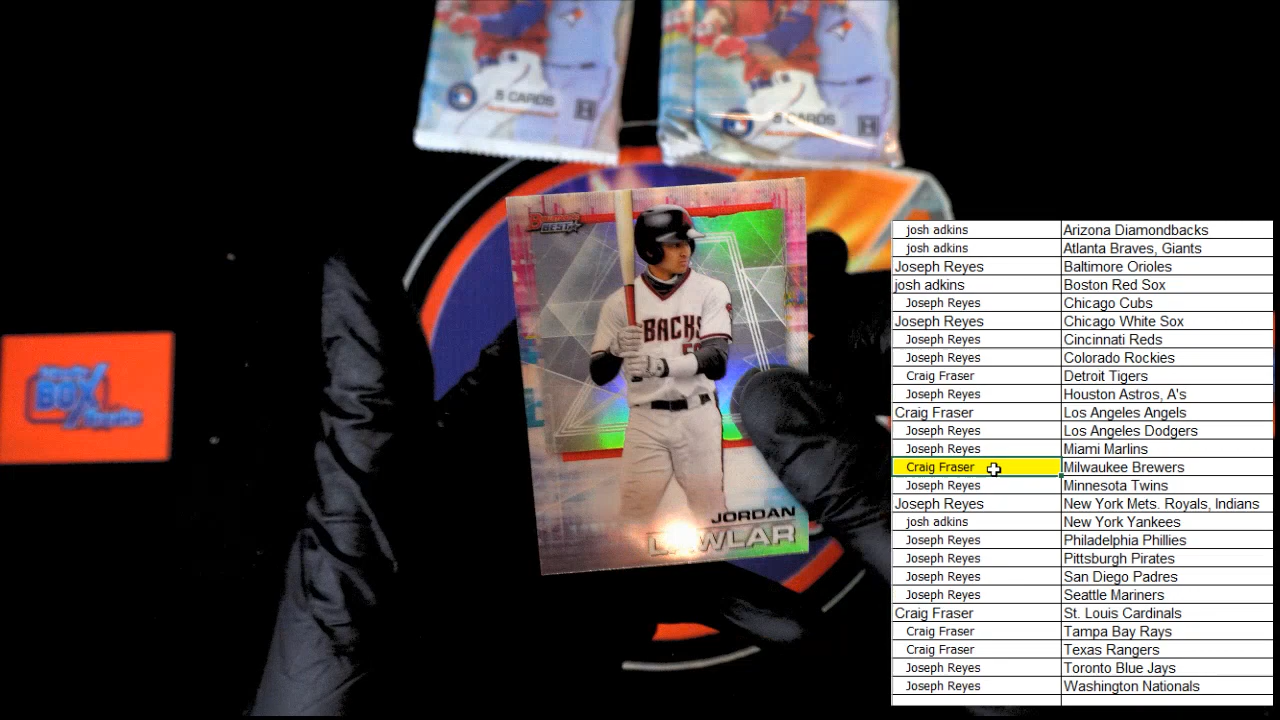 5 CARDS
5 CARDS
BOX
BEST
BACKS
JORDAN
LAWLAR
josh adkins Arizona Diamondbacks
josh adkins Atlanta Braves, Giants
Joseph Reyes Baltimore Orioles
josh adkins Boston Red Sox
Joseph Reyes Chicago Cubs
Joseph Reyes Chicago White Sox
Joseph Reyes Cincinnati Reds
Joseph Reyes Colorado Rockies
Craig Fraser Detroit Tigers
Joseph Reyes Houston Astros, A's
Craig Fraser Los Angeles Angels
Joseph Reyes Los Angeles Dodgers
Joseph Reyes Miami Marlins
Craig Fraser Milwaukee Brewers
Joseph Reyes Minnesota Twins
Joseph Reyes New York Mets. Royals, Indians
josh adkins New York Yankees
Joseph Reyes Philadelphia Phillies
Joseph Reyes Pittsburgh Pirates
Joseph Reyes San Diego Padres
Joseph Reyes Seattle Mariners
Craig Fraser St. Louis Cardinals
Craig Fraser Tampa Bay Rays
Craig Fraser Texas Rangers
Joseph Reyes Toronto Blue Jays
Joseph Reyes Washington Nationals